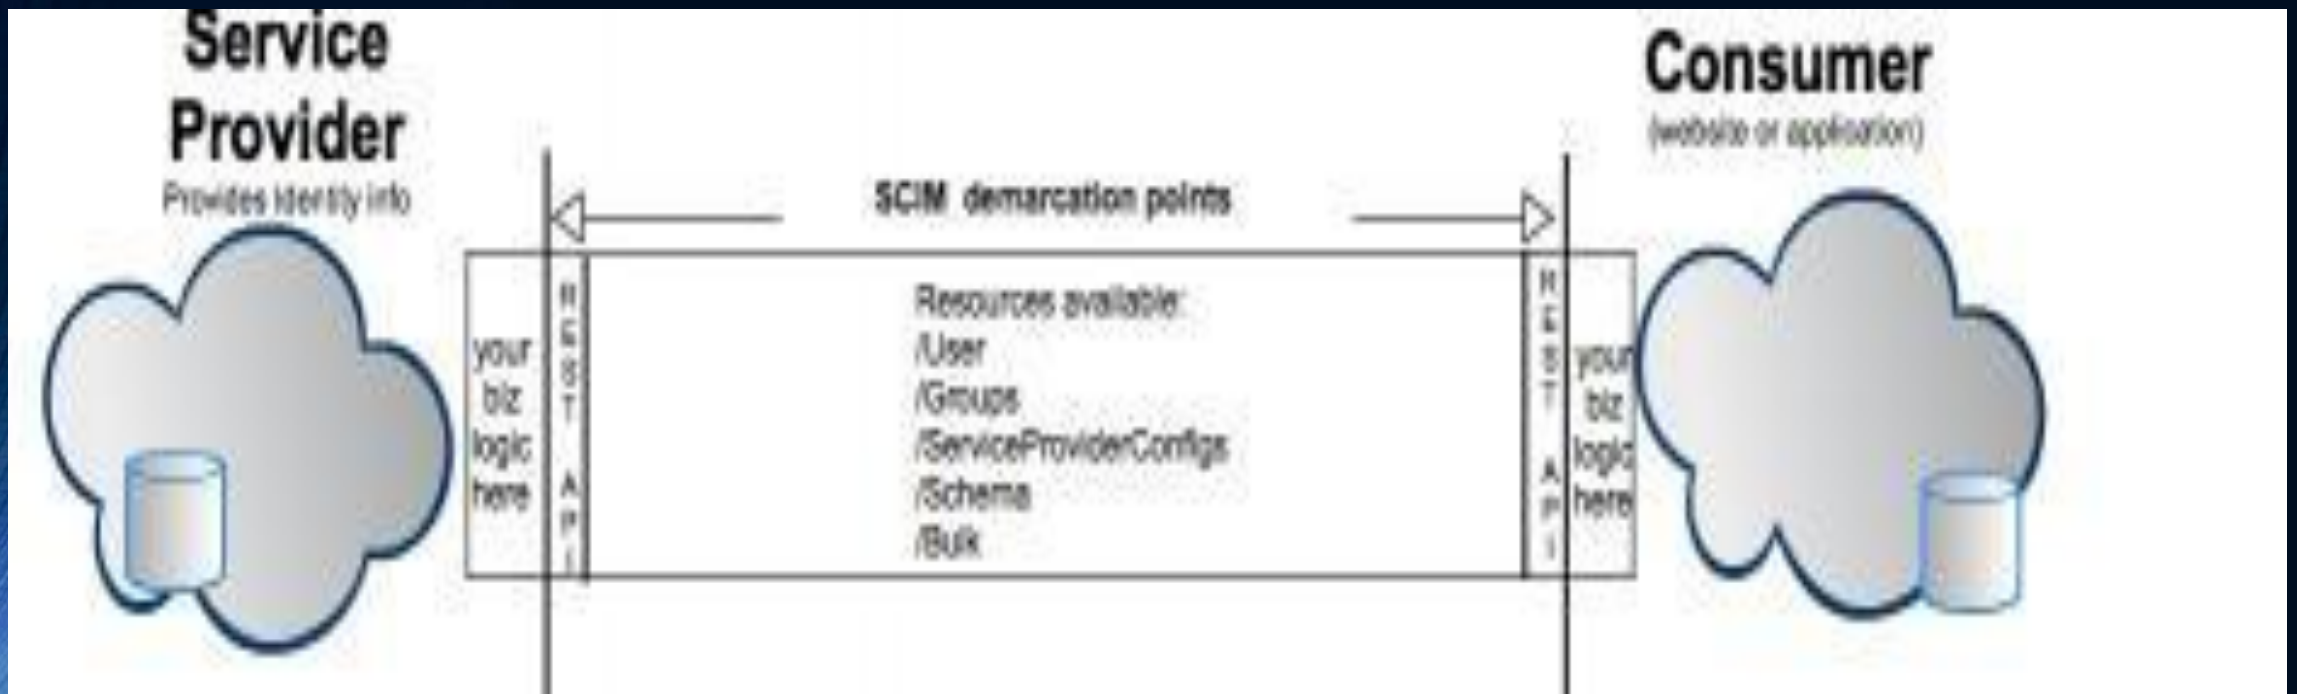 Service
Provider
Provides Identity info
Consumer
(website or application)
SCIM demarcation points
your
biz
logic
here
REST API
Resources available:
/User
/Groups
/ServiceProviderConfigs
/Schema
/Bulk
REST API
your
biz
logic
here